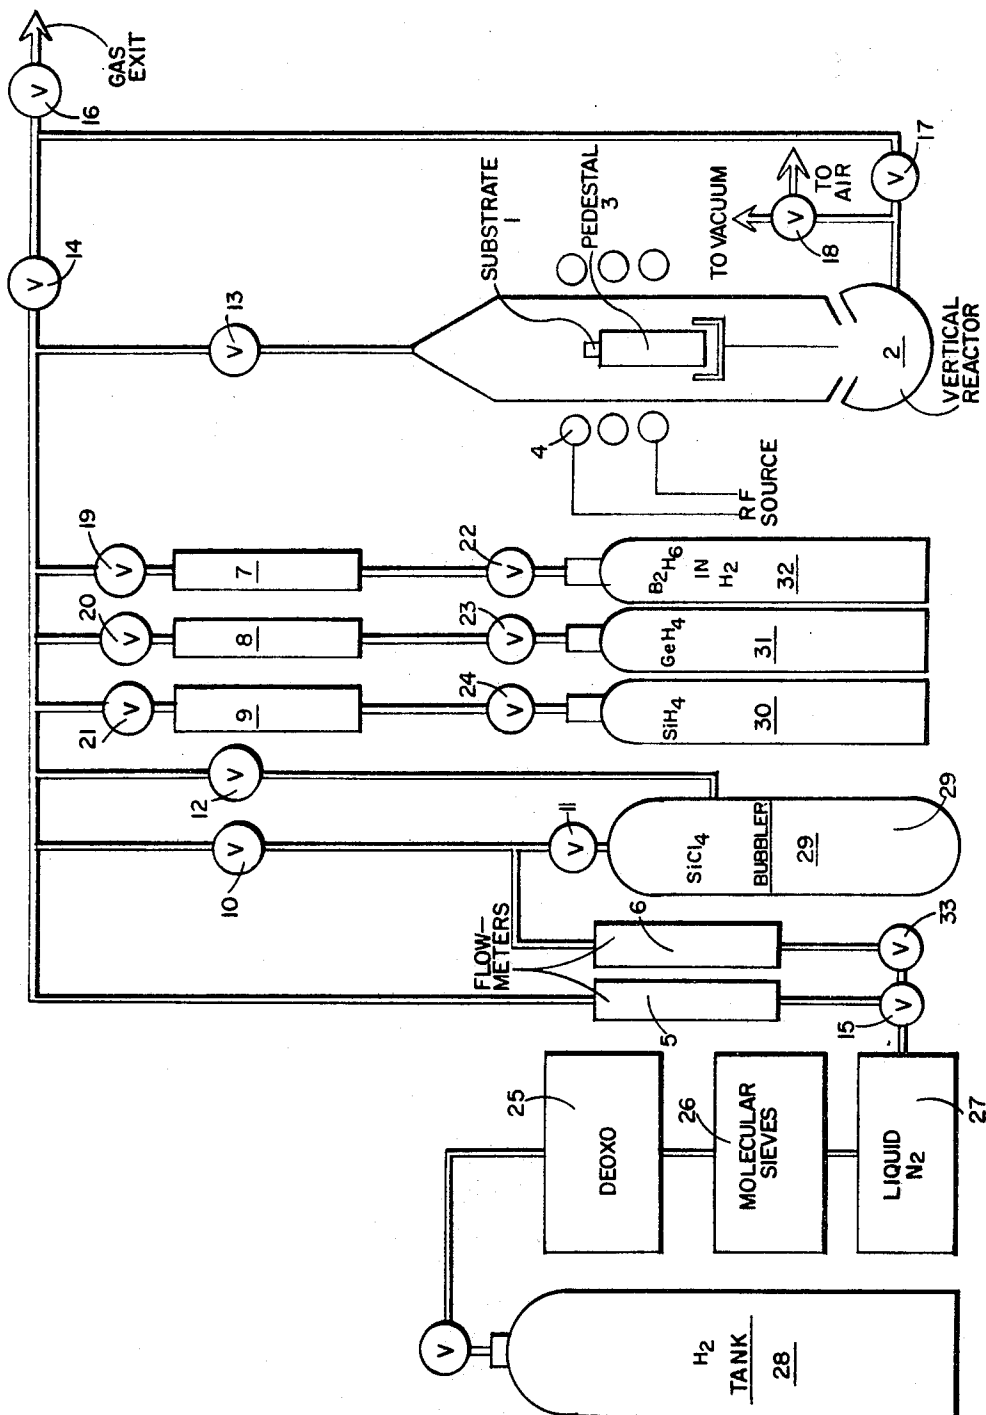 GAS
EXIT
V
16
V
14
V
19
V
20
V
21
V
12
V
10
V
13
7
8
9
V
V
22
V
23
V
24
V
11
FLOW-
METERS
6
5
DEOXO
25
SUBSTRATE
1
PEDESTAL
3
4
RF
SOURCE
B2H6
IN
H2
32
GeH4
31
SiH4
30
SiCl4
BUBBLER
29
29
MOLECULAR
SIEVES
26
H2
TANK
28
TO VACUUM
TO
AIR
V
18
V
17
2
VERTICAL
REACTOR
V
33
V
15
LIQUID
N2
27